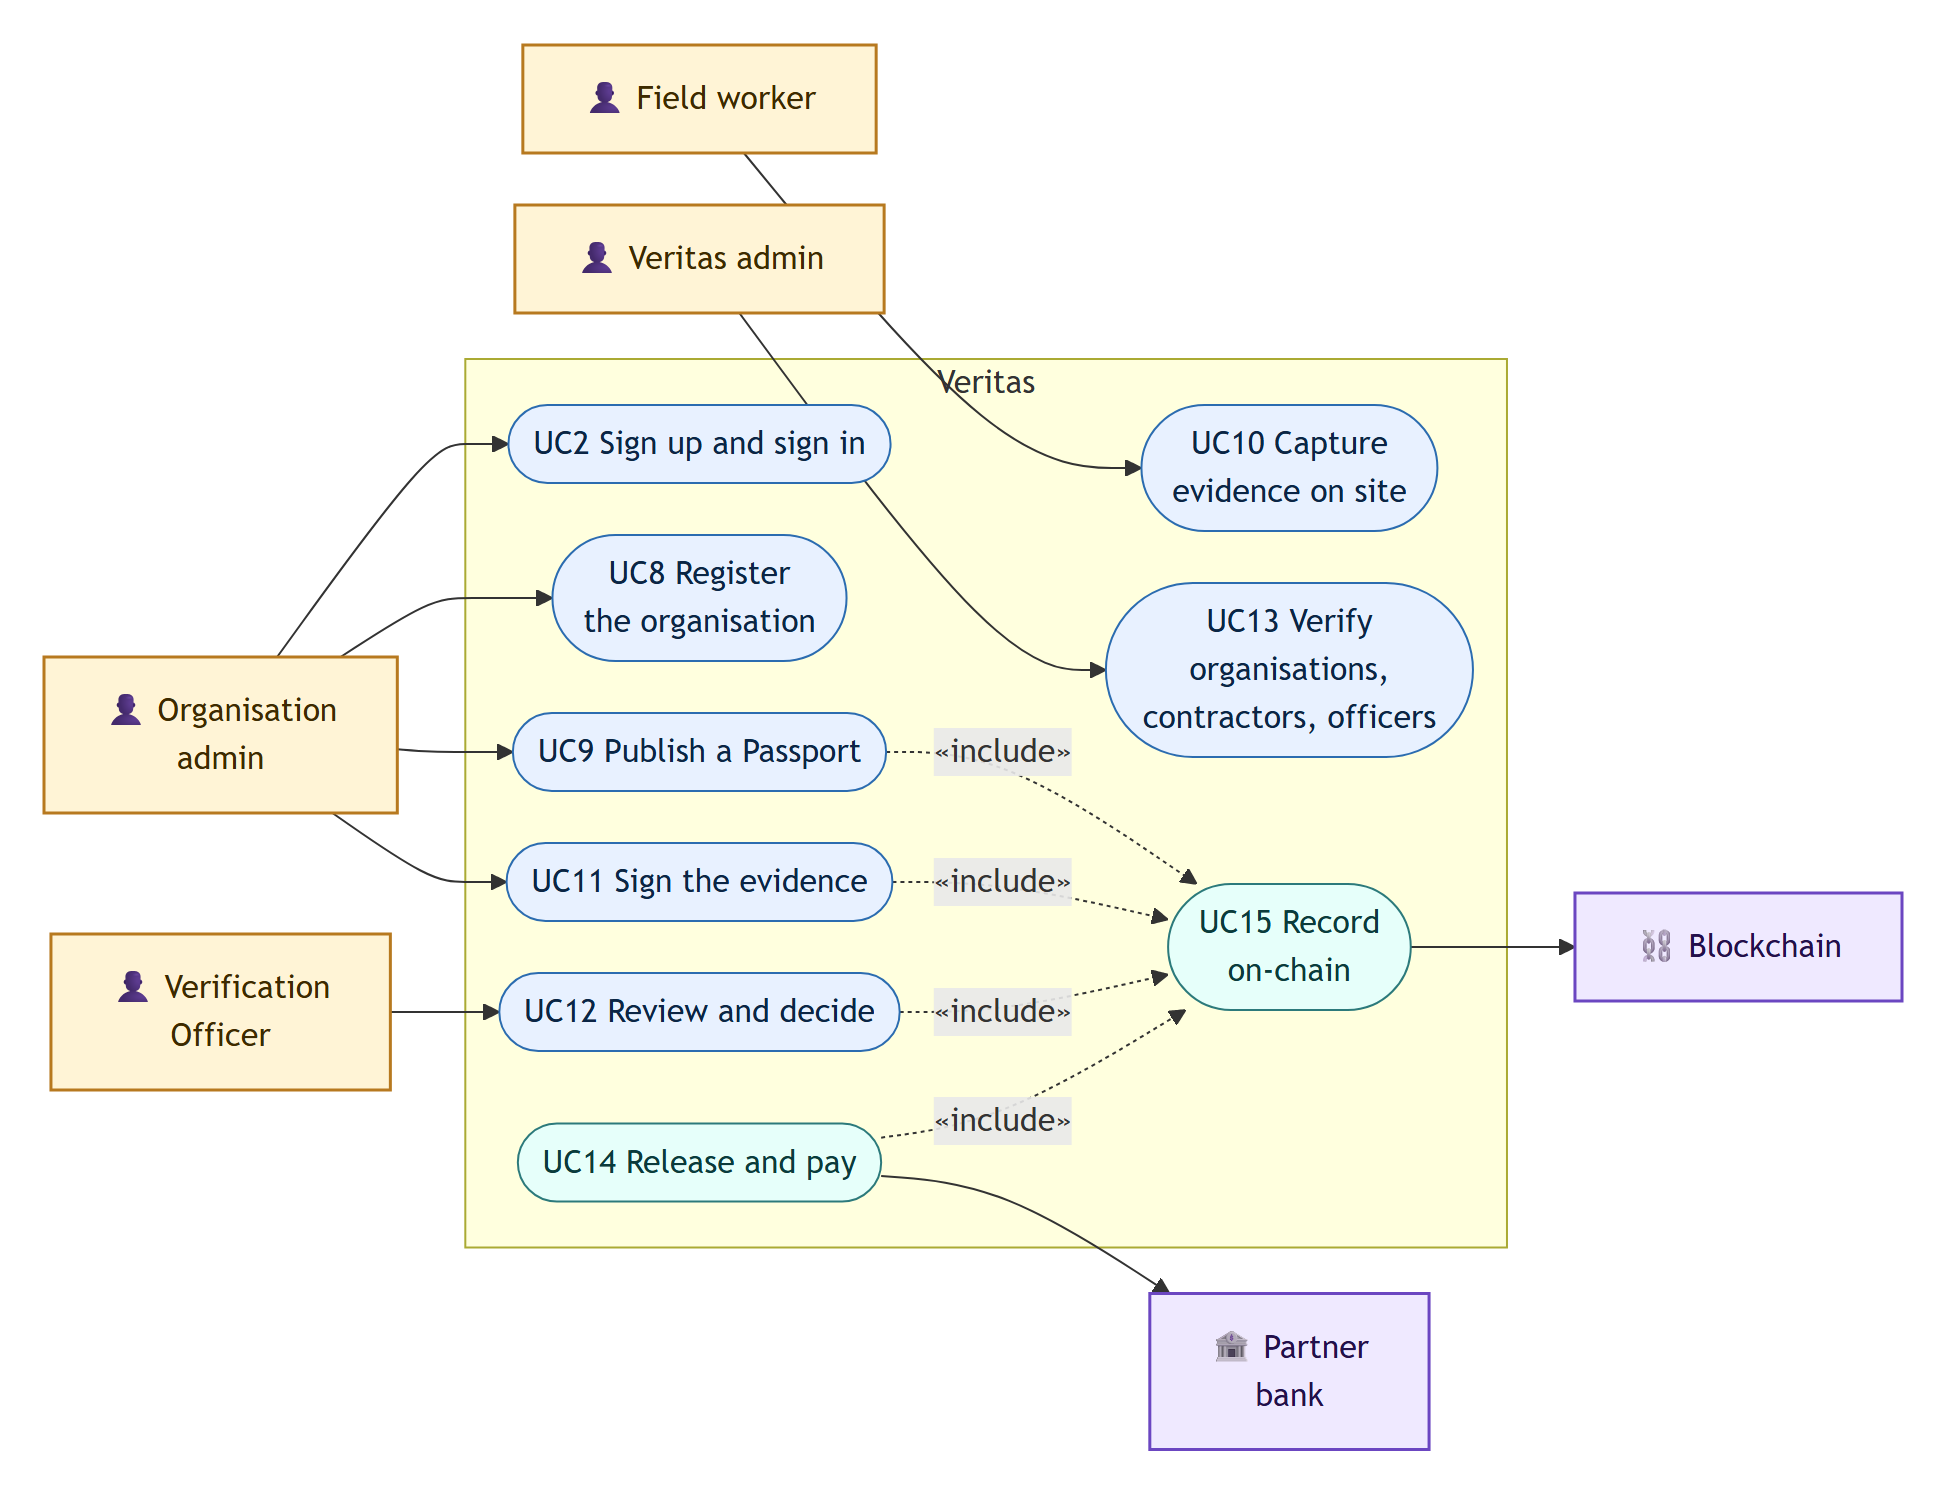 Field worker
Veritas admin
Veritas
UC2 Sign up and sign in
UC10 Capture
evidence on site
UC8 Register
the organisation
UC13 Verify
organisations,
contractors, officers
Organisation
admin
UC9 Publish a Passport
«include»
UC11 Sign the evidence
«include»
UC15 Record
on-chain
Blockchain
Verification
Officer
UC12 Review and decide
«include»
«include»
UC14 Release and pay
Partner
bank